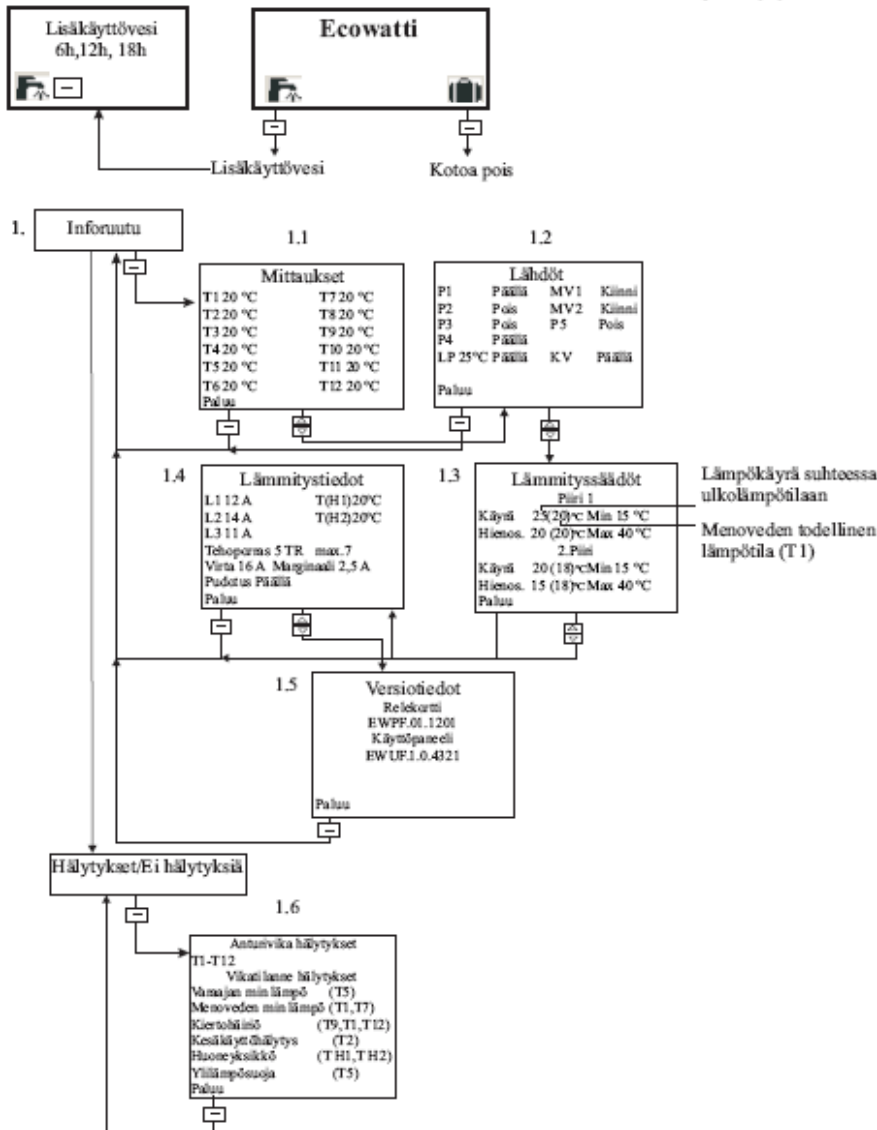 Lisäkäyttövesi
6h,12h, 18h
Ecowatti
Lisäkäyttövesi
Kotoa pois
1.
Inforuutu
1.1
Mittaukset
T1 20 °C T7 20 °C
T2 20 °C T8 20 °C
T3 20 °C T9 20 °C
T4 20 °C T10 20 °C
T5 20 °C T11 20 °C
T6 20 °C T12 20 °C
Paluu
1.2
Lähdöt
P1 Päällä MV1 Kiinni
P2 Pois MV2 Kiinni
P3 Pois P5 Pois
P4 Päällä
LP 25°C Päällä KV Päällä
Paluu
1.4
Lämmitystiedot
L1 12 A T(H1)20°C
L2 14 A T(H2)20°C
L3 11 A
Tehoporras 5 TR max.7
Virta 16 A Marginaali 2,5 A
Pudotus Päällä
Paluu
1.3
Lämmityssäädöt
Piiri 1
Käyrä 25(20)°C Min 15 °C
Hienos. 20 (20)°C Max 40 °C
2.Piiri
Käyrä 20 (18)°C Min 15 °C
Hienos. 15 (18)°C Max 40 °C
Paluu
Lämpökäyrä suhteessa
ulkolämpötilaan
Menoveden todellinen
lämpötila (T1)
1.5
Versiotiedot
Relekortti
EWPF.01.1201
Käyttöpaneeli
EWUF.1.0.4321
Paluu
Hälytykset/Ei hälytyksiä
1.6
Anturivika hälytykset
T1-T12
Vikatilanne hälytykset
Varaajan min lämpö (T5)
Menoveden min lämpö (T1,T7)
Kiertohäiriö (T9,T1,T12)
Kesäkäyttöhälytys (T2)
Huoneyksikkö (TH1,TH2)
Ylilämpösuoja (T5)
Paluu